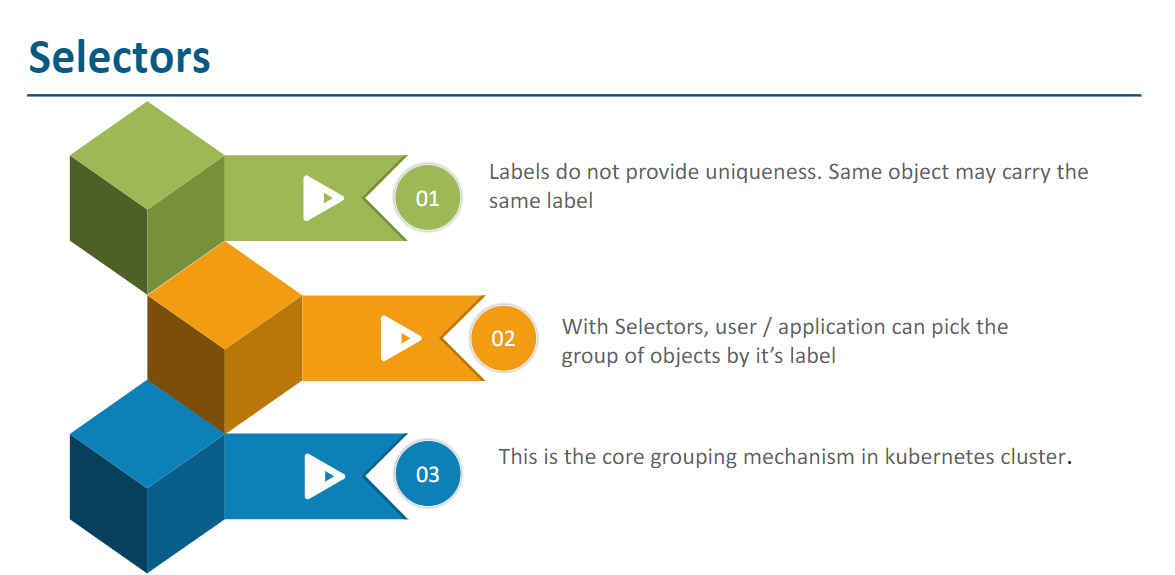 Selectors
01
Labels do not provide uniqueness. Same object may carry the
same label
02
With Selectors, user / application can pick the
group of objects by it’s label
03
This is the core grouping mechanism in kubernetes cluster.